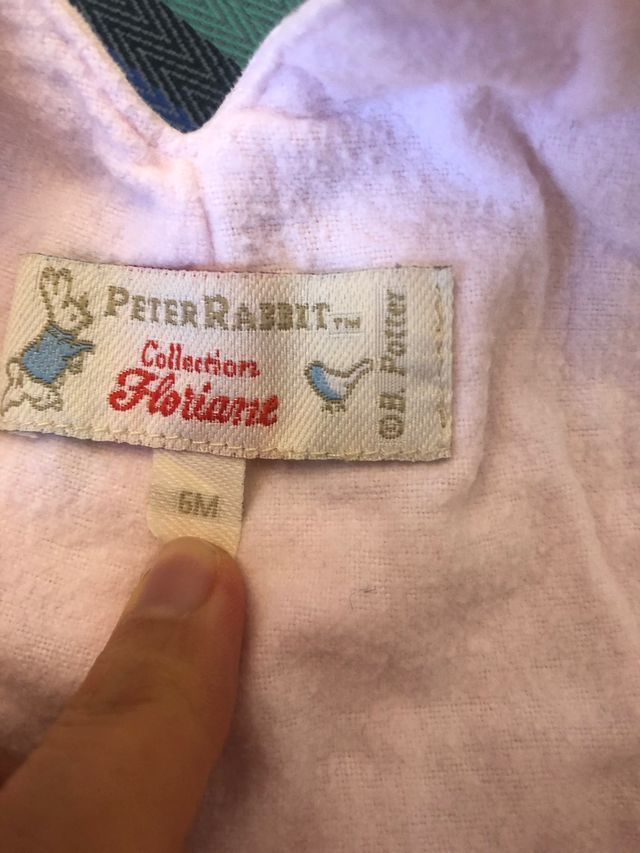 PETER RABBIT™
Collection
Floriane
© B. Potter
6M